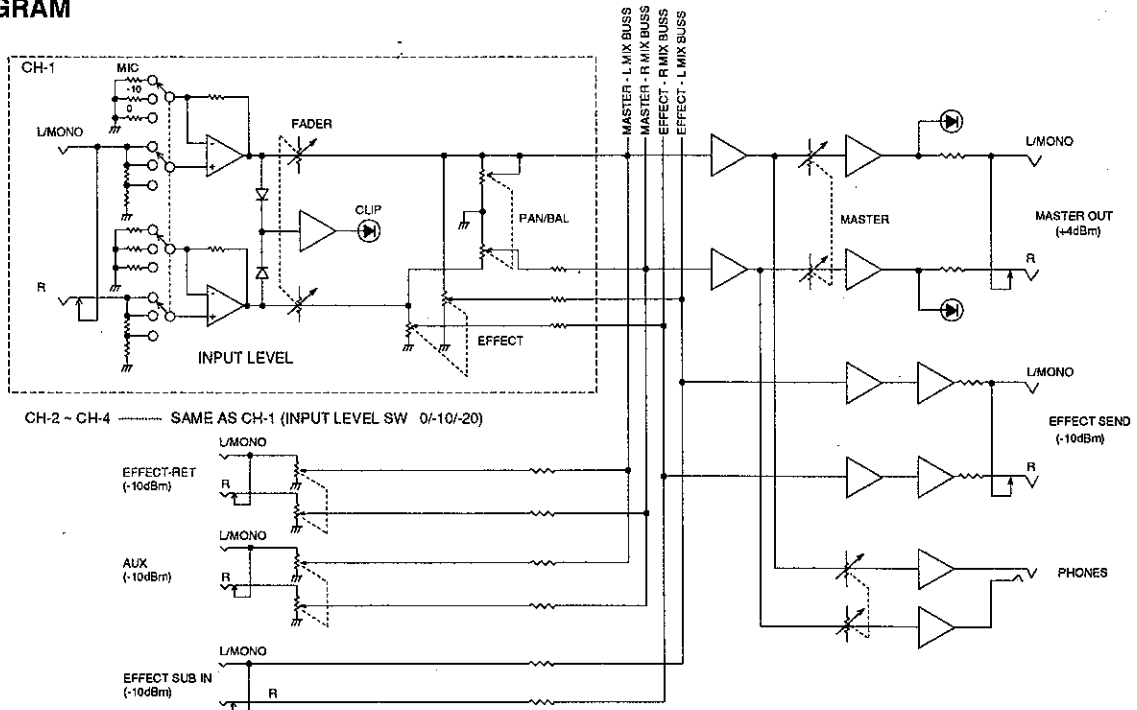 GRAM
CH-1
MIC
-10
0
L/MONO
R
INPUT LEVEL
FADER
CLIP
PAN/BAL
EFFECT
MASTER - L MIX BUSS
MASTER - R MIX BUSS
EFFECT - R MIX BUSS
EFFECT - L MIX BUSS
MASTER
L/MONO
MASTER OUT
(+4dBm)
R
L/MONO
EFFECT SEND
(-10dBm)
R
PHONES
CH-2 ~ CH-4 ——— SAME AS CH-1 (INPUT LEVEL SW 0/-10/-20)
L/MONO
EFFECT-RET
(-10dBm)
R
L/MONO
AUX
(-10dBm)
R
L/MONO
EFFECT SUB IN
(-10dBm)
R